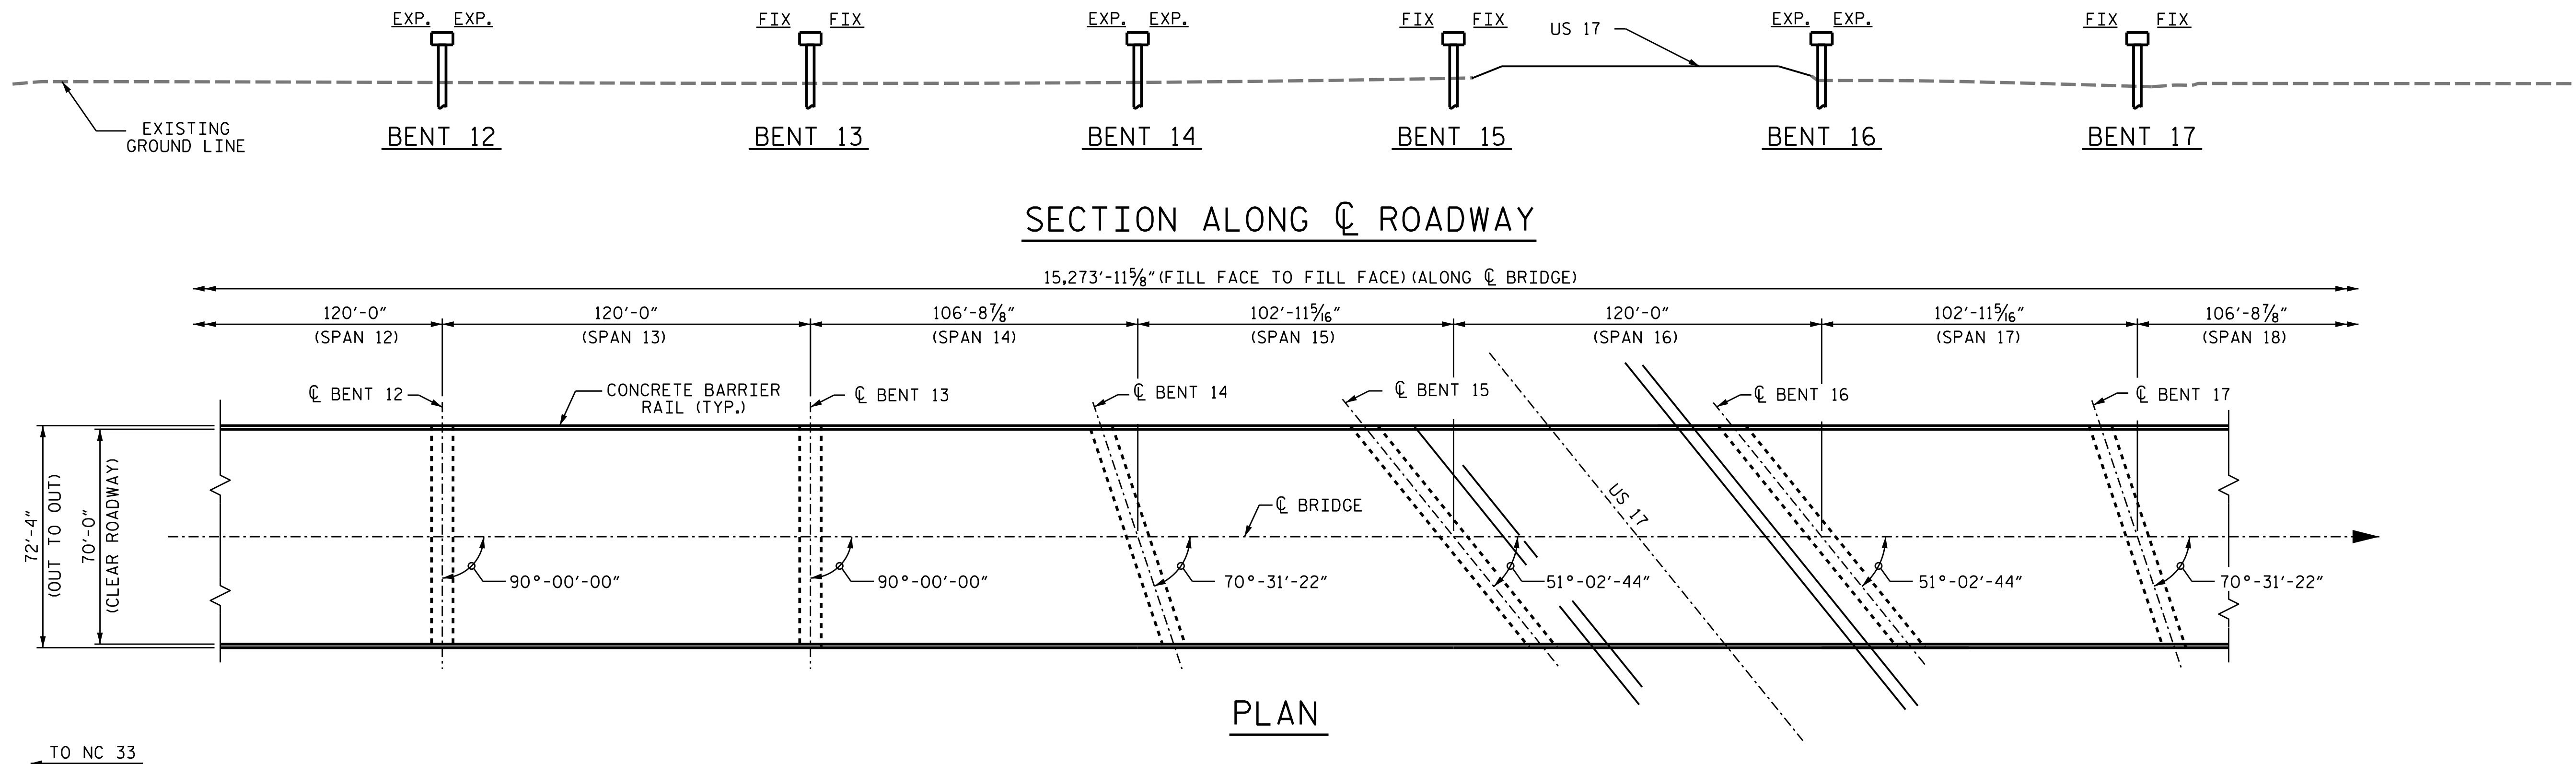 EXP. EXP. FIX FIX EXP. EXP. FIX FIX EXP. EXP. FIX FIX
US 17
EXISTING
GROUND LINE
BENT 12 BENT 13 BENT 14 BENT 15 BENT 16 BENT 17
SECTION ALONG ℄ ROADWAY
15,273'-11⅝" (FILL FACE TO FILL FACE) (ALONG ℄ BRIDGE)
120'-0" 120'-0" 106'-8⅞" 102'-11 5/16" 120'-0" 102'-11 5/16" 106'-8⅞"
(SPAN 12) (SPAN 13) (SPAN 14) (SPAN 15) (SPAN 16) (SPAN 17) (SPAN 18)
℄ BENT 12
CONCRETE BARRIER
RAIL (TYP.)
℄ BENT 13
℄ BENT 14
℄ BENT 15
℄ BENT 16
℄ BENT 17
72'-4"
(OUT TO OUT)
70'-0"
(CLEAR ROADWAY)
℄ BRIDGE
US 17
90°-00'-00" 90°-00'-00" 70°-31'-22" 51°-02'-44" 51°-02'-44" 70°-31'-22"
PLAN
TO NC 33